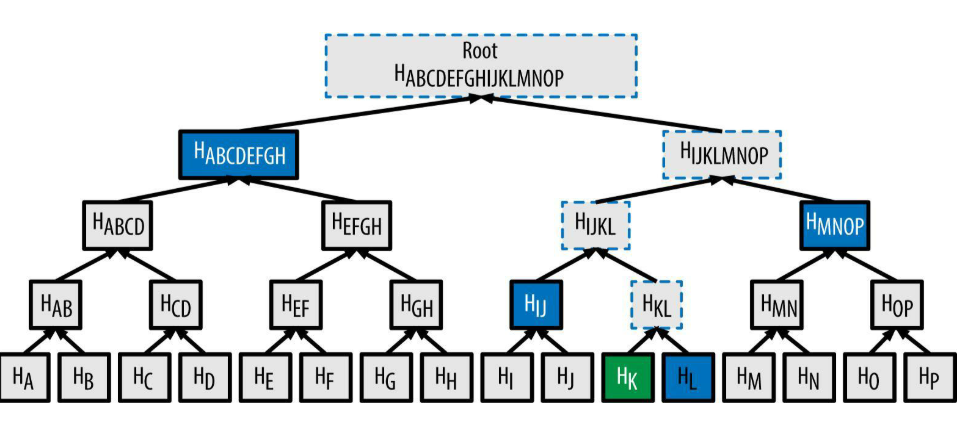 Root
HABCDEFGHIJKLMNOP
HABCDEFGH
HIJKLMNOP
HABCD
HEFGH
HIJKL
HMNOP
HAB
HCD
HEF
HGH
HIJ
HKL
HMN
HOP
HA
HB
HC
HD
HE
HF
HG
HH
HI
HJ
HK
HL
HM
HN
HO
HP